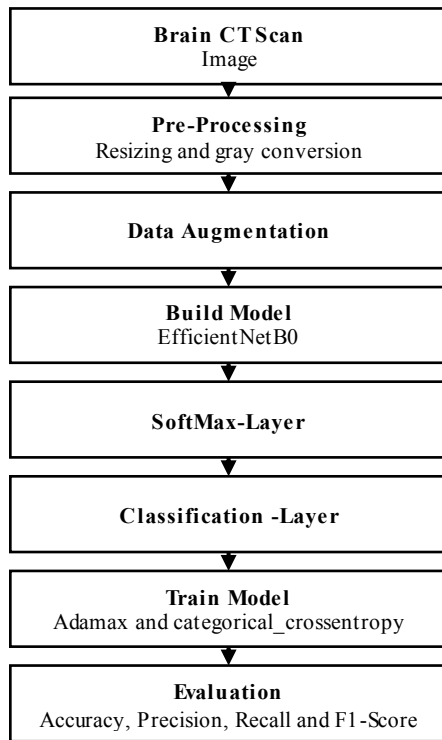 Brain CT Scan
Image
Pre-Processing
Resizing and gray conversion
Data Augmentation
Build Model
EfficientNetB0
SoftMax-Layer
Classification -Layer
Train Model
Adamax and categorical_crossentropy
Evaluation
Accuracy, Precision, Recall and F1-Score